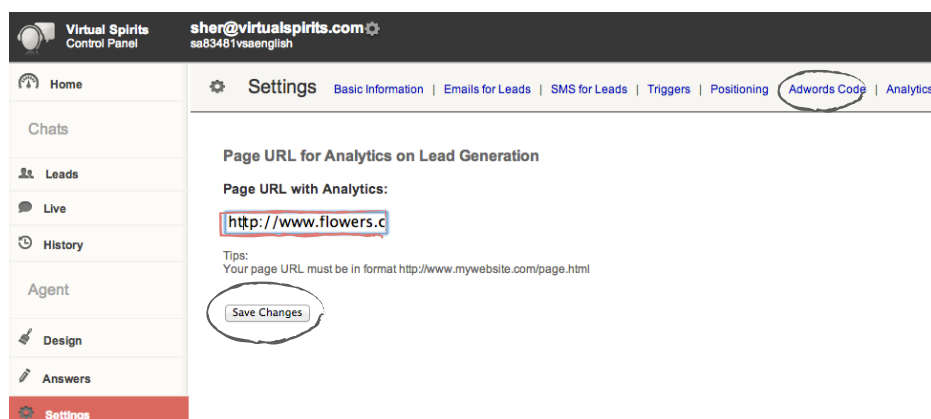 Virtual Spirits
Control Panel
sher@virtualspirits.com
sa83481vsaenglish
Home
Settings Basic Information | Emails for Leads | SMS for Leads | Triggers | Positioning | Adwords Code | Analytics
Chats
Leads
Live
History
Agent
Design
Answers
Settings
Page URL for Analytics on Lead Generation
Page URL with Analytics:
http://www.flowers.c
Tips:
Your page URL must be in format http://www.mywebsite.com/page.html
Save Changes